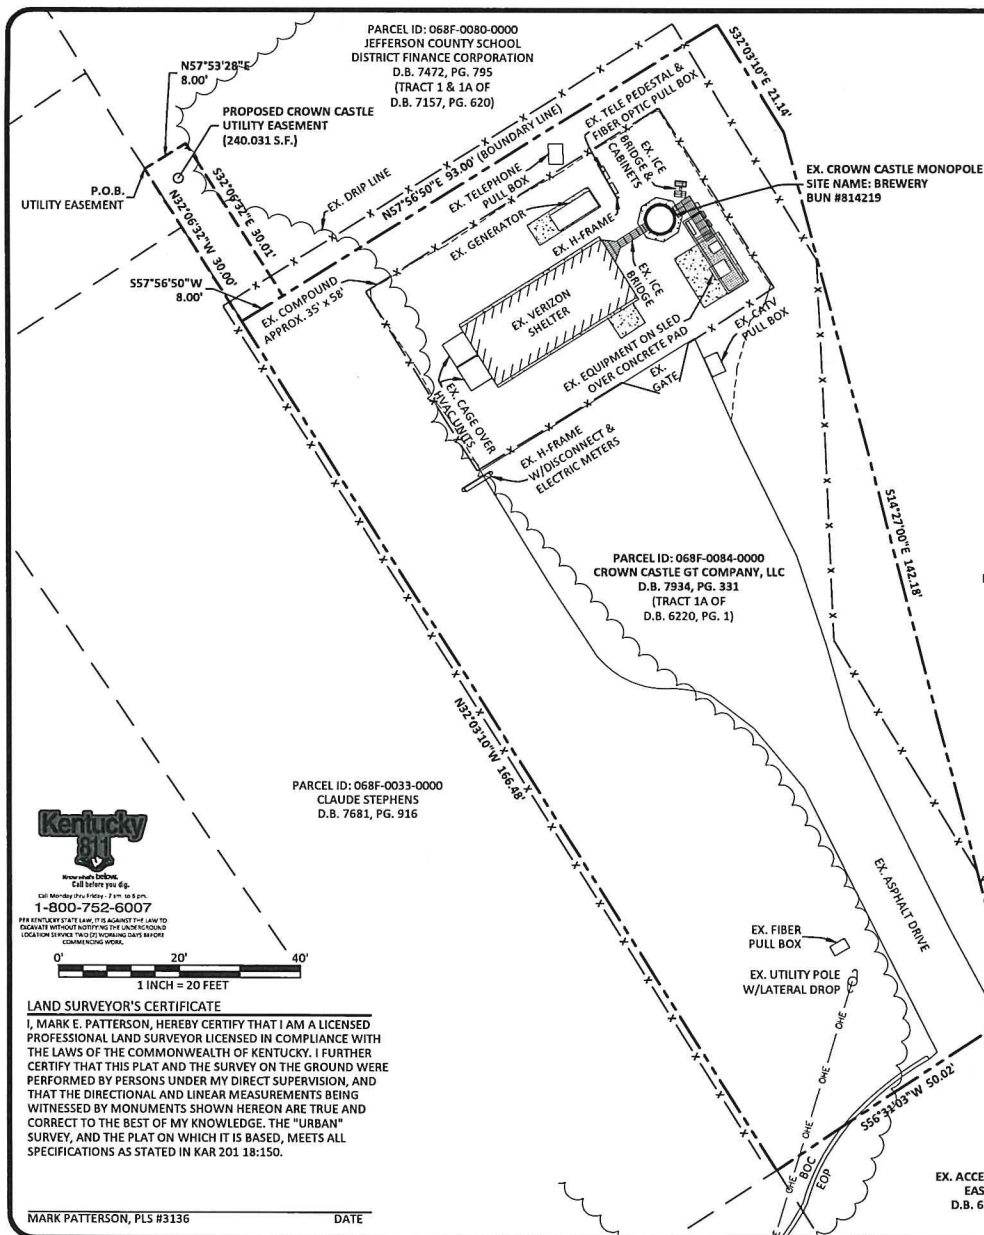 PARCEL ID: 068F-0080-0000
JEFFERSON COUNTY SCHOOL
DISTRICT FINANCE CORPORATION
D.B. 7472, PG. 795
(TRACT 1 & 1A OF
D.B. 7157, PG. 620)
N57°53'28"E
8.00'
PROPOSED CROWN CASTLE
UTILITY EASEMENT
(240.031 S.F.)
P.O.B.
UTILITY EASEMENT
S32°06'32"E 30.01'
N32°06'32"W 30.00'
S57°56'50"W
8.00'
EX. DRIP LINE
N57°56'50"E 93.00' (BOUNDARY LINE)
EX. TELE PEDESTAL &
FIBER OPTIC PULL BOX
S32°03'10"E 21.14'
EX. TELEPHONE
PULL BOX
EX. ICE
BRIDGE &
CABINETS
EX. CROWN CASTLE MONOPOLE
SITE NAME: BREWERY
BUN #814219
EX. GENERATOR
EX. H-FRAME
EX. ICE
BRIDGE
EX. COMPOUND
APPROX. 35' x 58'
EX. VERIZON
SHELTER
EX. EQUIPMENT ON SLED
OVER CONCRETE PAD
EX. CATV
PULL BOX
EX.
GATE
EX. CAGE OVER
HVAC UNITS
EX. H-FRAME
W/DISCONNECT &
ELECTRIC METERS
S14°27'00"E 142.18'
PARCEL ID: 068F-0084-0000
CROWN CASTLE GT COMPANY, LLC
D.B. 7934, PG. 331
(TRACT 1A OF
D.B. 6220, PG. 1)
N32°03'10"W 166.48'
PARCEL ID: 068F-0033-0000
CLAUDE STEPHENS
D.B. 7681, PG. 916
EX. ASPHALT DRIVE
EX. FIBER
PULL BOX
EX. UTILITY POLE
W/LATERAL DROP
OHE
OHE
OHE
OHE
BOC
EOP
S56°31'03"W 50.02'
EX. ACCE
EAS
D.B. 6
Kentucky
811
Know what's below.
Call before you dig.
Call Monday thru Friday - 7 am to 6 pm.
1-800-752-6007
PER KENTUCKY STATE LAW, IT IS AGAINST THE LAW TO
EXCAVATE WITHOUT NOTIFYING THE UNDERGROUND
LOCATION SERVICE TWO (2) WORKING DAYS BEFORE
COMMENCING WORK.
0' 20' 40'
1 INCH = 20 FEET
LAND SURVEYOR'S CERTIFICATE
I, MARK E. PATTERSON, HEREBY CERTIFY THAT I AM A LICENSED
PROFESSIONAL LAND SURVEYOR LICENSED IN COMPLIANCE WITH
THE LAWS OF THE COMMONWEALTH OF KENTUCKY. I FURTHER
CERTIFY THAT THIS PLAT AND THE SURVEY ON THE GROUND WERE
PERFORMED BY PERSONS UNDER MY DIRECT SUPERVISION, AND
THAT THE DIRECTIONAL AND LINEAR MEASUREMENTS BEING
WITNESSED BY MONUMENTS SHOWN HEREON ARE TRUE AND
CORRECT TO THE BEST OF MY KNOWLEDGE. THE "URBAN"
SURVEY, AND THE PLAT ON WHICH IT IS BASED, MEETS ALL
SPECIFICATIONS AS STATED IN KAR 201 18:150.
MARK PATTERSON, PLS #3136 DATE